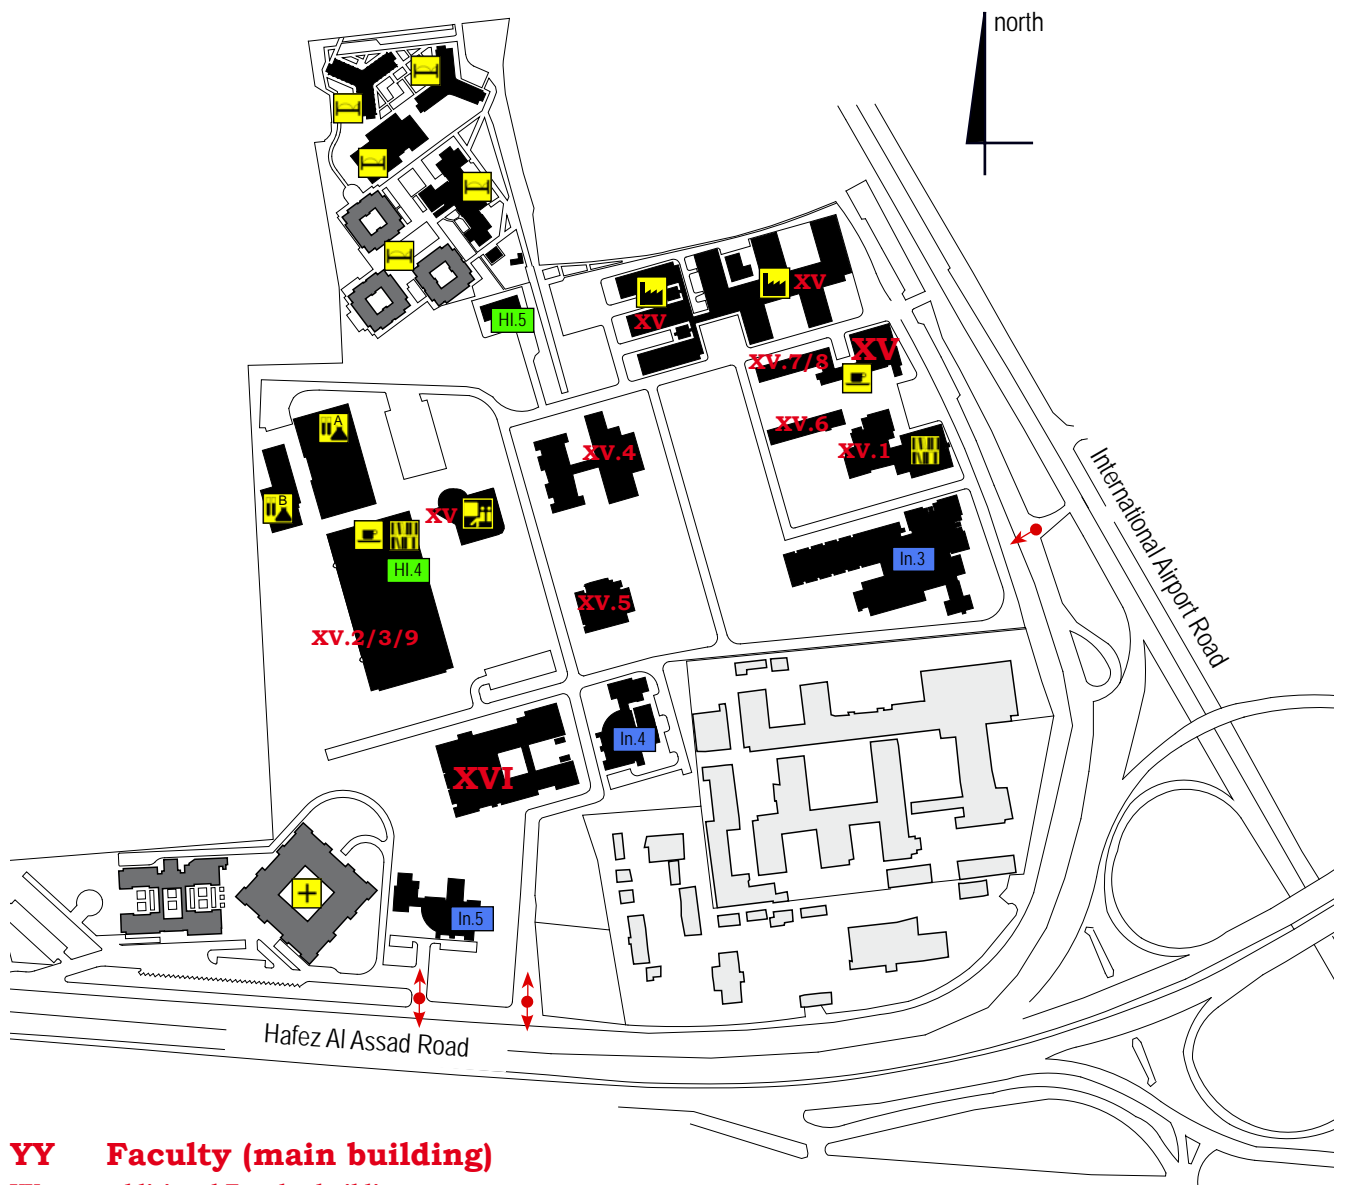 north
HI.5
XV
XV
XV
XV.7/8
XV.6
XV.1
XV.4
A
B
XV
HI.4
In.3
International Airport Road
XV.5
XV.2/3/9
In.4
XVI
In.5
Hafez Al Assad Road
YY Faculty (main building)